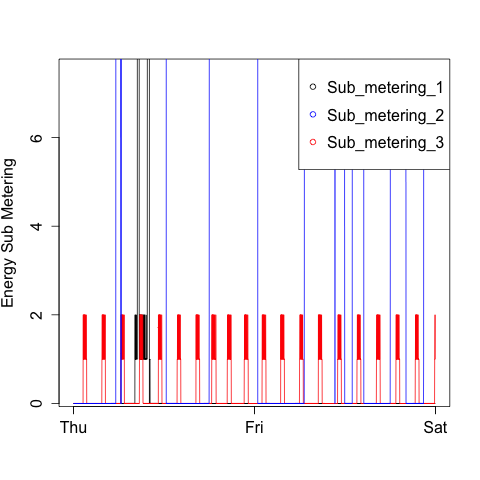 Sub_metering_1
Sub_metering_2
Sub_metering_3
Energy Sub Metering
6
4
2
0
Thu Fri Sat